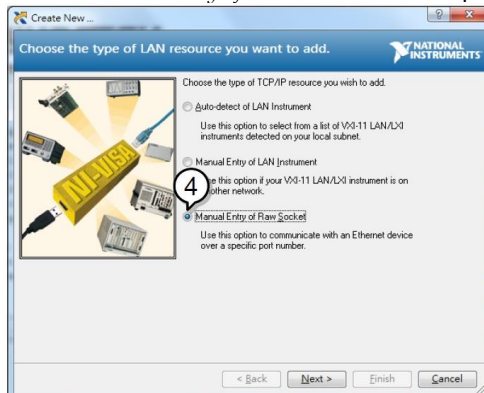 Create New ...
Choose the type of LAN resource you want to add.
NATIONAL
INSTRUMENTS
Choose the type of TCP/IP resource you wish to add.
Auto-detect of LAN Instrument
Use this option to select from a list of VXI-11 LAN/LXI
instruments detected on your local subnet.
Manual Entry of LAN Instrument
this option if your VXI-11 LAN/LXI instrument is on
other network.
4
Manual Entry of Raw Socket
Use this option to communicate with an Ethernet device
over a specific port number.
NI-VISA
< Back
Next >
Finish
Cancel